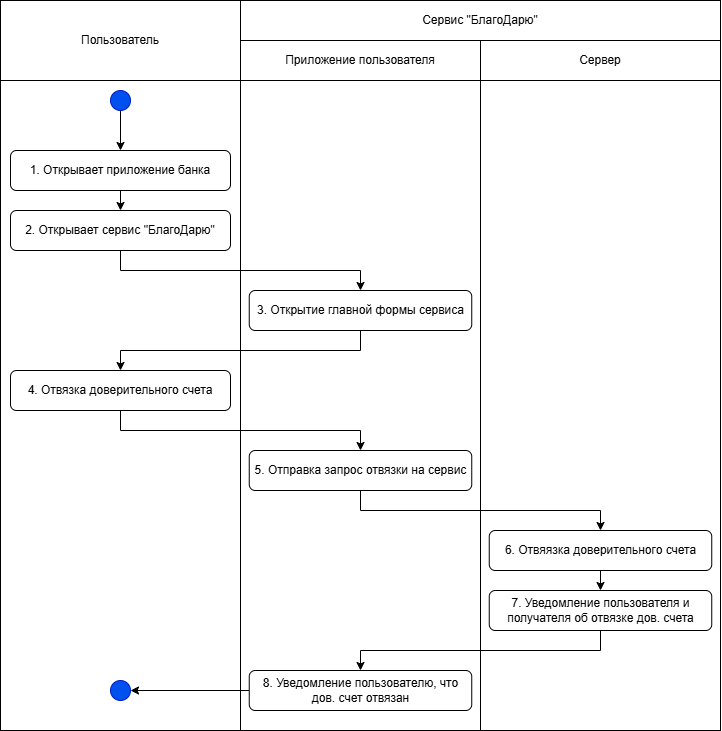 Сервис "БлагоДарю"
Пользователь
Приложение пользователя
Сервер
1. Открывает приложение банка
2. Открывает сервис "БлагоДарю"
3. Открытие главной формы сервиса
4. Отвязка доверительного счета
5. Отправка запрос отвязки на сервис
6. Отвяязка доверительного счета
7. Уведомление пользователя и
получателя об отвязке дов. счета
8. Уведомление пользователю, что
дов. счет отвязан